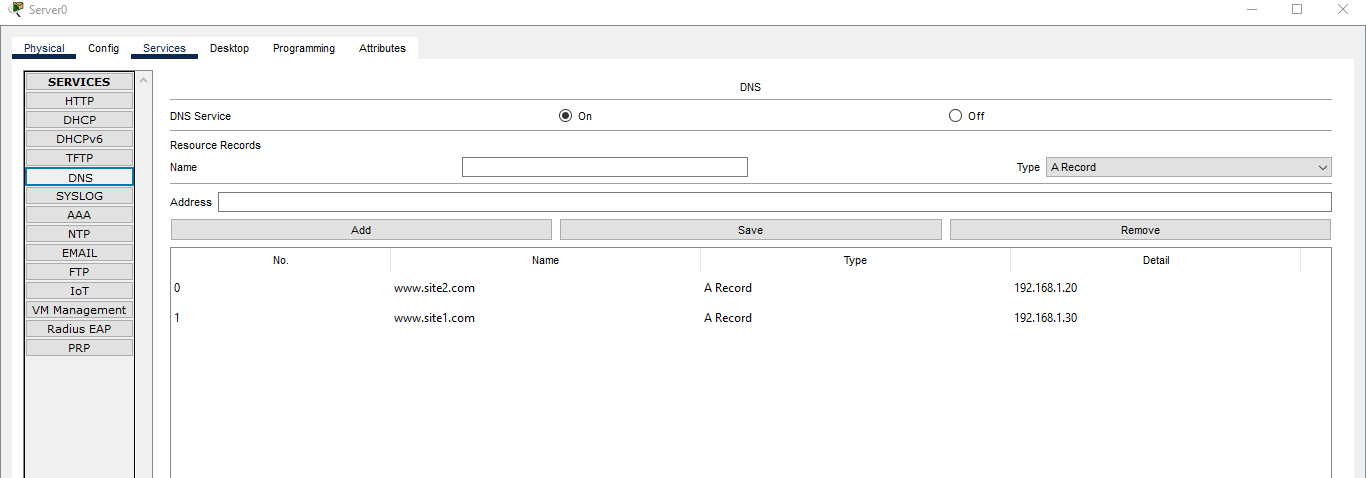 Server0
Physical Config Services Desktop Programming Attributes
SERVICES
HTTP
DHCP
DHCPv6
TFTP
DNS
SYSLOG
AAA
NTP
EMAIL
FTP
IoT
VM Management
Radius EAP
PRP
DNS
DNS Service On Off
Resource Records
Name Type A Record
Address
Add Save Remove
No. Name Type Detail
0 www.site2.com A Record 192.168.1.20
1 www.site1.com A Record 192.168.1.30